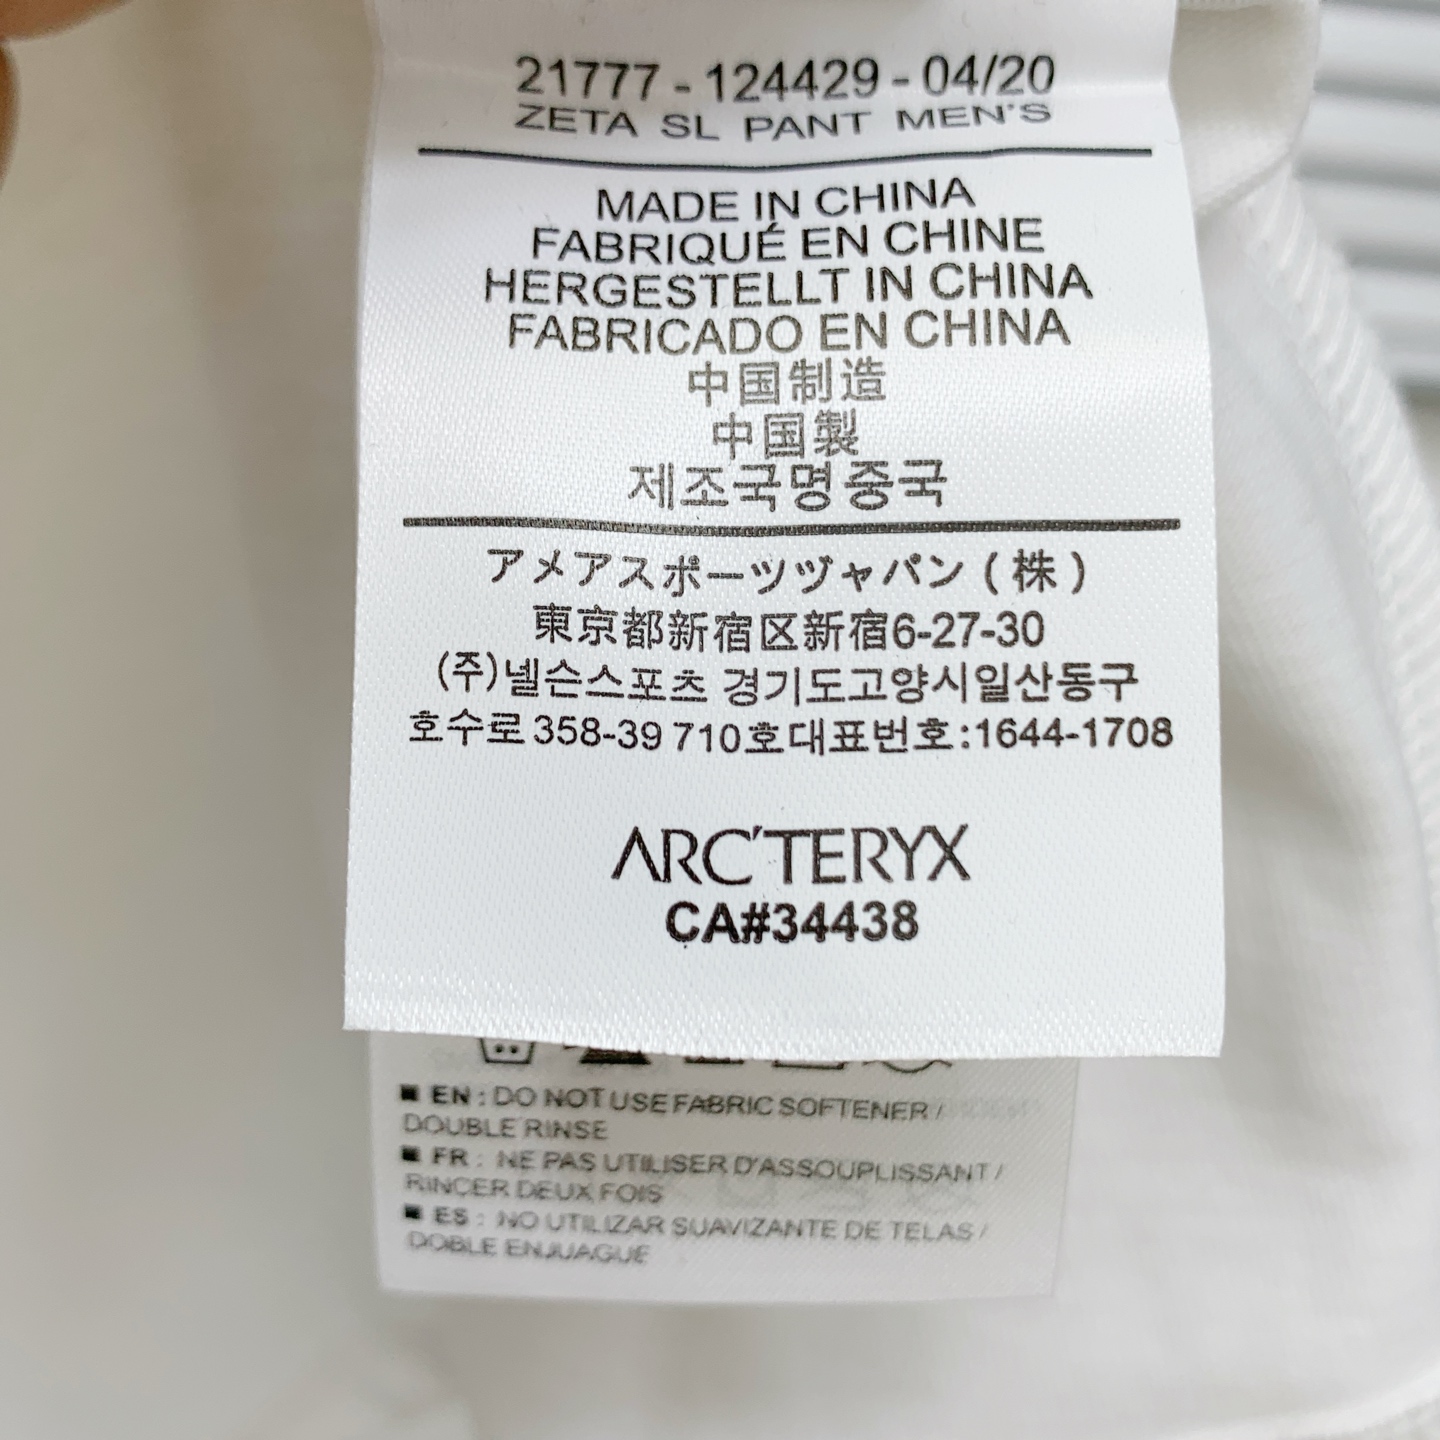 21777 - 124429 - 04/20
ZETA SL PANT MEN'S
MADE IN CHINA
FABRIQUÉ EN CHINE
HERGESTELLT IN CHINA
FABRICADO EN CHINA
中国制造
中国製
제조국명 중국
アメアスポーツヅャパン ( 株 )
東京都新宿区新宿6-27-30
(주)넬슨스포츠 경기도고양시일산동구
호수로358-39 710호대표번호:1644-1708
ARC'TERYX
CA#34438
■ EN : DO NOT USE FABRIC SOFTENER /
DOUBLE RINSE
■ FR : NE PAS UTILISER D'ASSOUPLISSANT /
RINCER DEUX FOIS
■ ES : NO UTILIZAR SUAVIZANTE DE TELAS /
DOBLE ENJUAGUE